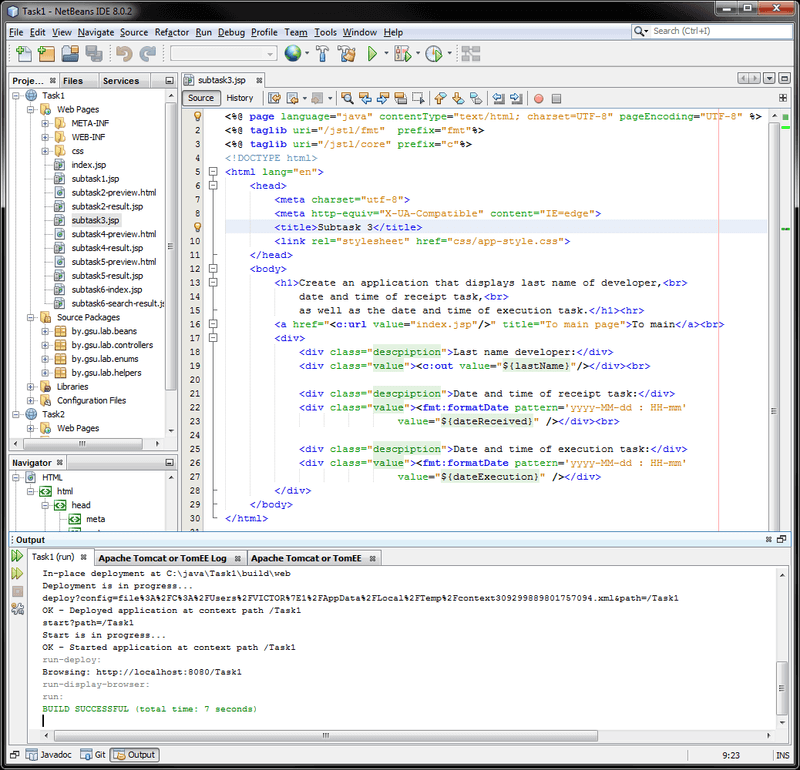 Task1 - NetBeans IDE 8.0.2
File Edit View Navigate Source Refactor Run Debug Profile Team Tools Window Help
Search (Ctrl+I)
Proje... Files Services
subtask3.jsp
Source History
Task1
Web Pages
META-INF
WEB-INF
css
index.jsp
subtask1.jsp
subtask2-preview.html
subtask2-result.jsp
subtask3.jsp
subtask4-preview.html
subtask4-result.jsp
subtask5-preview.html
subtask5-result.jsp
subtask6-index.jsp
subtask6-search-result.js
Source Packages
by.gsu.lab.beans
by.gsu.lab.controllers
by.gsu.lab.enums
by.gsu.lab.helpers
Libraries
Configuration Files
Task2
Web Pages
Navigator
HTML
html
head
meta
<%@ page language="java" contentType="text/html; charset=UTF-8" pageEncoding="UTF-8" %>
2 <%@ taglib uri="/jstl/fmt" prefix="fmt"%>
3 <%@ taglib uri="/jstl/core" prefix="c"%>
4 <!DOCTYPE html>
5 <html lang="en">
6 <head>
7 <meta charset="utf-8">
8 <meta http-equiv="X-UA-Compatible" content="IE=edge">
<title>Subtask 3</title>
10 <link rel="stylesheet" href="css/app-style.css">
11 </head>
12 <body>
13 <h1>Create an application that displays last name of developer,<br>
14 date and time of receipt task,<br>
15 as well as the date and time of execution task.</h1><hr>
16 <a href="<c:url value="index.jsp"/>" title="To main page">To main</a><br>
17 <div>
18 <div class="descpiption">Last name developer:</div>
19 <div class="value"><c:out value="${lastName}"/></div><br>
20
21 <div class="descpiption">Date and time of receipt task:</div>
22 <div class="value"><fmt:formatDate pattern='yyyy-MM-dd : HH-mm'
23 value="${dateReceived}" /></div><br>
24
25 <div class="descpiption">Date and time of execution task:</div>
26 <div class="value"><fmt:formatDate pattern='yyyy-MM-dd : HH-mm'
27 value="${dateExecution}" /></div>
28 </div>
29 </body>
30 </html>
Output
Task1 (run) Apache Tomcat or TomEE Log Apache Tomcat or TomEE
In-place deployment at C:\java\Task1\build\web
Deployment is in progress...
deploy?config=file%3A%2FC%3A%2FUsers%2FVICTOR%7E1%2FAppData%2FLocal%2FTemp%2Fcontext309299889801757094.xml&path=/Task1
OK - Deployed application at context path /Task1
start?path=/Task1
Start is in progress...
OK - Started application at context path /Task1
run-deploy:
Browsing: http://localhost:8080/Task1
run-display-browser:
run:
BUILD SUCCESSFUL (total time: 7 seconds)
Javadoc Git Output
9:23 INS